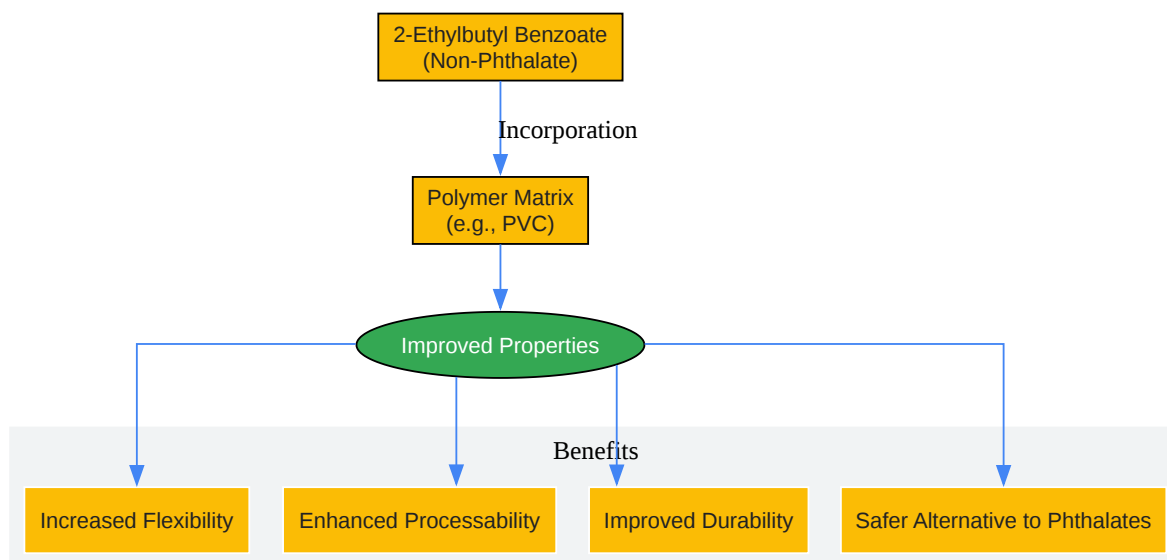 2-Ethylbutyl Benzoate
(Non-Phthalate)
Incorporation
Polymer Matrix
(e.g., PVC)
Improved Properties
Benefits
Increased Flexibility
Enhanced Processability
Improved Durability
Safer Alternative to Phthalates